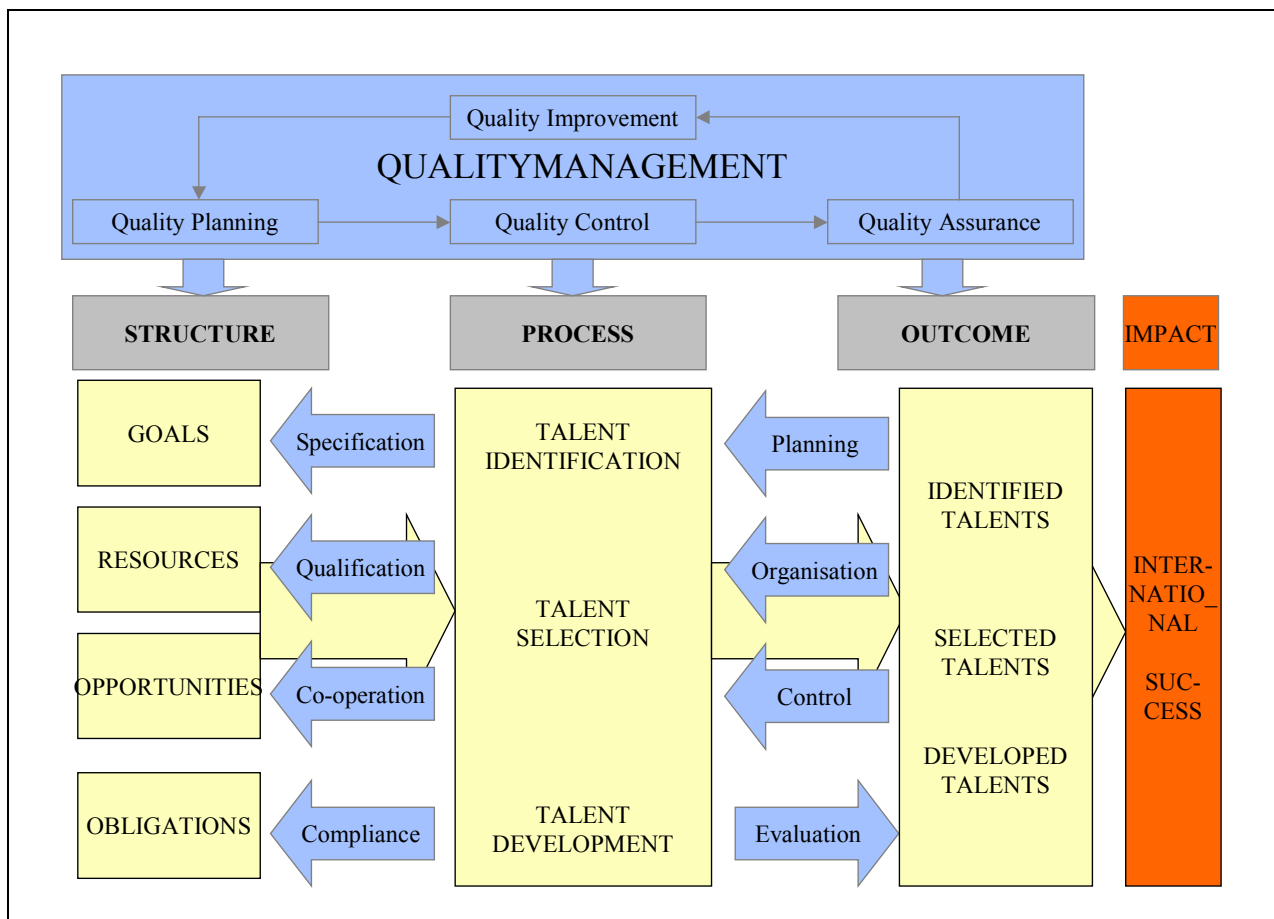 Quality Improvement
QUALITYMANAGEMENT
Quality Planning
Quality Control
Quality Assurance
STRUCTURE
PROCESS
OUTCOME
IMPACT
GOALS
Specification
TALENT
IDENTIFICATION
Planning
IDENTIFIED
TALENTS
RESOURCES
Qualification
Organisation
INTER-
NATIO_
NAL
TALENT
SELECTION
SELECTED
TALENTS
OPPORTUNITIES
Co-operation
Control
SUC-
CESS
DEVELOPED
TALENTS
OBLIGATIONS
Compliance
TALENT
DEVELOPMENT
Evaluation